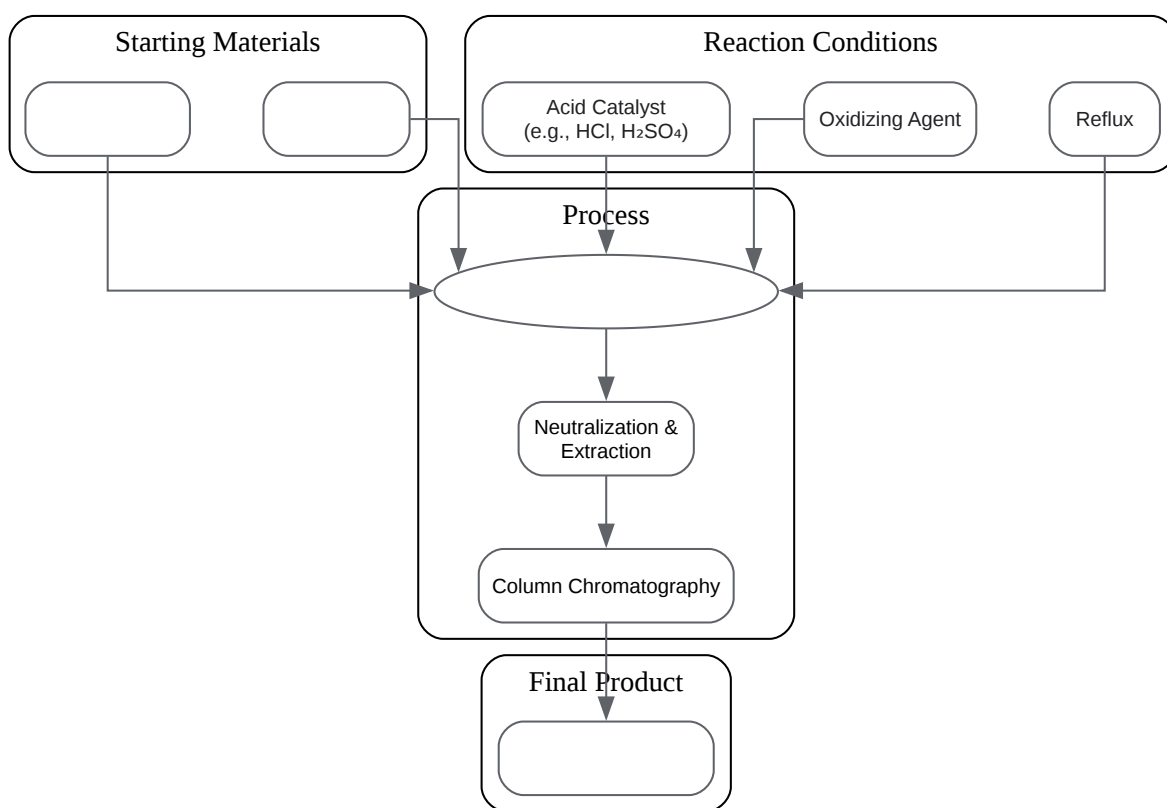 Starting Materials
Reaction Conditions
Acid Catalyst
(e.g., HCl, H₂SO₄)
Oxidizing Agent
Reflux
Process
Neutralization &
Extraction
Column Chromatography
Final Product